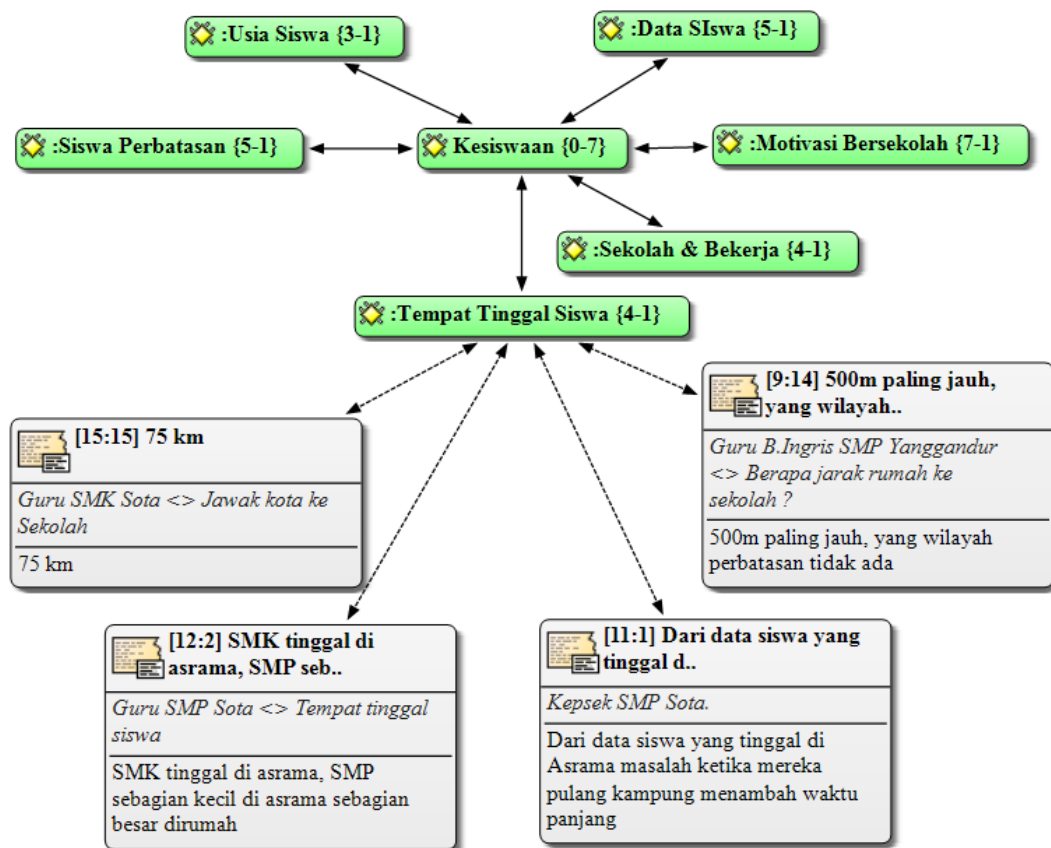 :Usia Siswa {3-1}
:Data SIswa {5-1}
:Siswa Perbatasan {5-1}
Kesiswaan {0-7}
:Motivasi Bersekolah {7-1}
:Sekolah & Bekerja {4-1}
:Tempat Tinggal Siswa {4-1}
[9:14] 500m paling jauh,
yang wilayah..
Guru B.Ingris SMP Yanggandur
<> Berapa jarak rumah ke
sekolah ?
500m paling jauh, yang wilayah
perbatasan tidak ada
[15:15] 75 km
Guru SMK Sota <> Jawak kota ke
Sekolah
75 km
[12:2] SMK tinggal di
asrama, SMP seb..
Guru SMP Sota <> Tempat tinggal
siswa
SMK tinggal di asrama, SMP
sebagian kecil di asrama sebagian
besar dirumah
[11:1] Dari data siswa yang
tinggal d..
Kepsek SMP Sota.
Dari data siswa yang tinggal di
Asrama masalah ketika mereka
pulang kampung menambah waktu
panjang